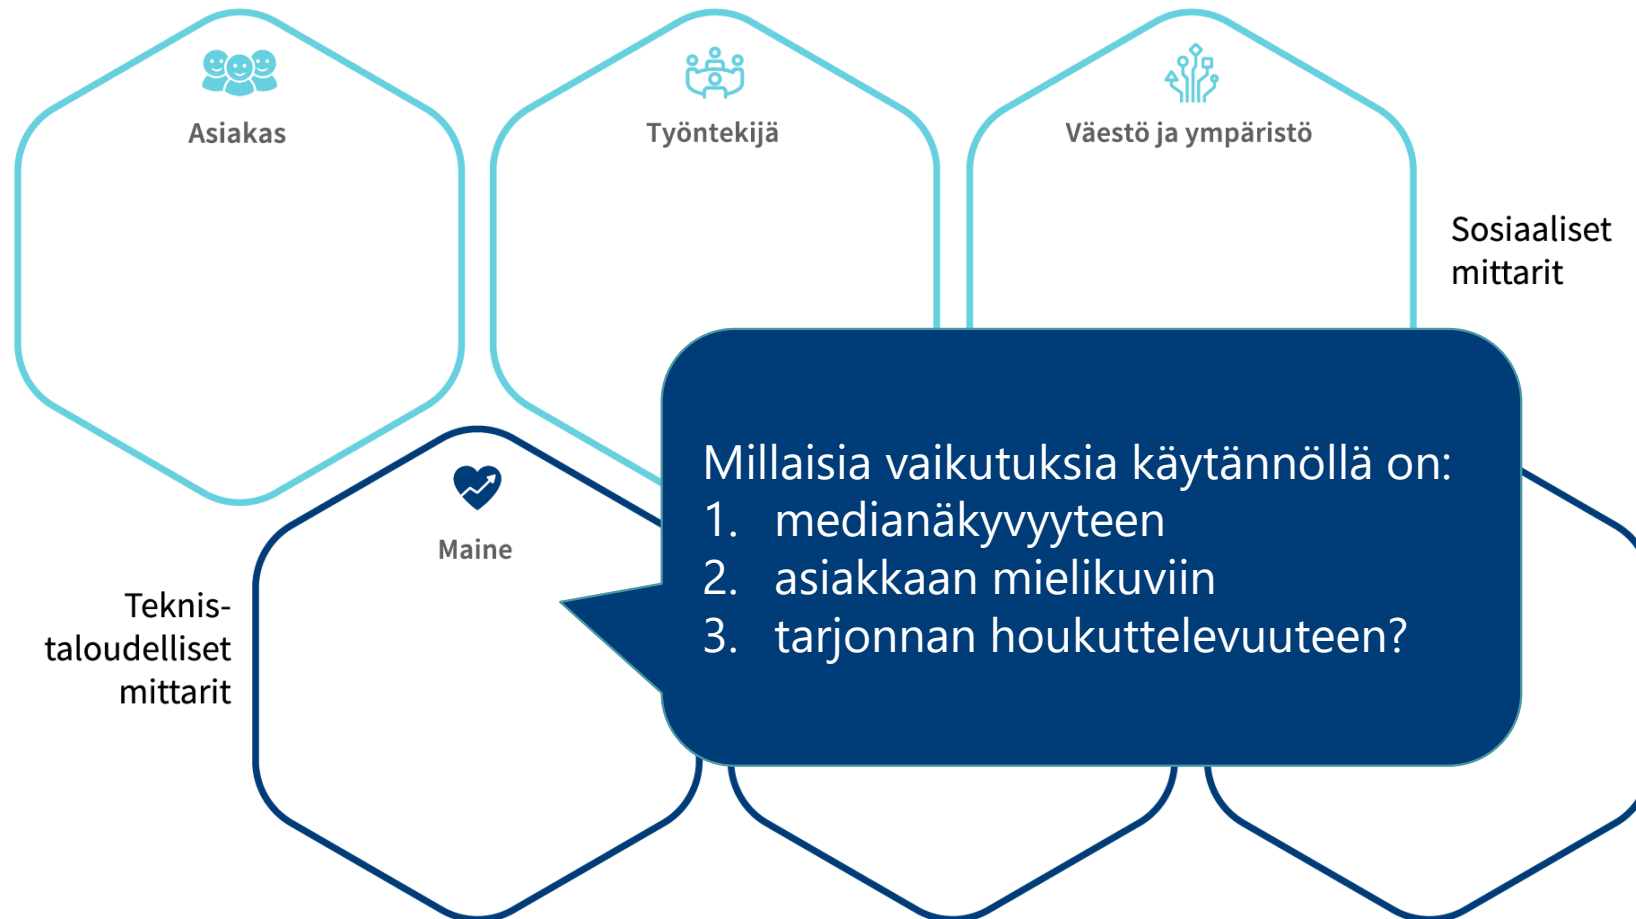 Asiakas
Työntekijä
Väestö ja ympäristö
Sosiaaliset
mittarit
Maine
Teknis-
taloudelliset
mittarit
Millaisia vaikutuksia käytännöllä on:
1. medianäkyvyyteen
2. asiakkaan mielikuviin
3. tarjonnan houkuttelevuuteen?